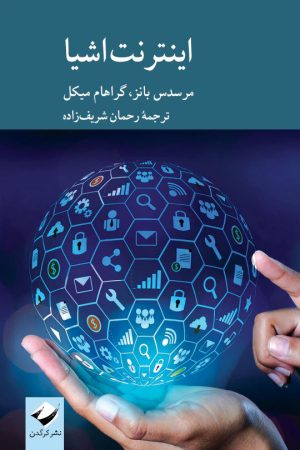 اینترنت اشیا
مرسدس بانز، گراهام میکل
ترجمهٔ رحمان شریف‌زاده
نشر کرگدن